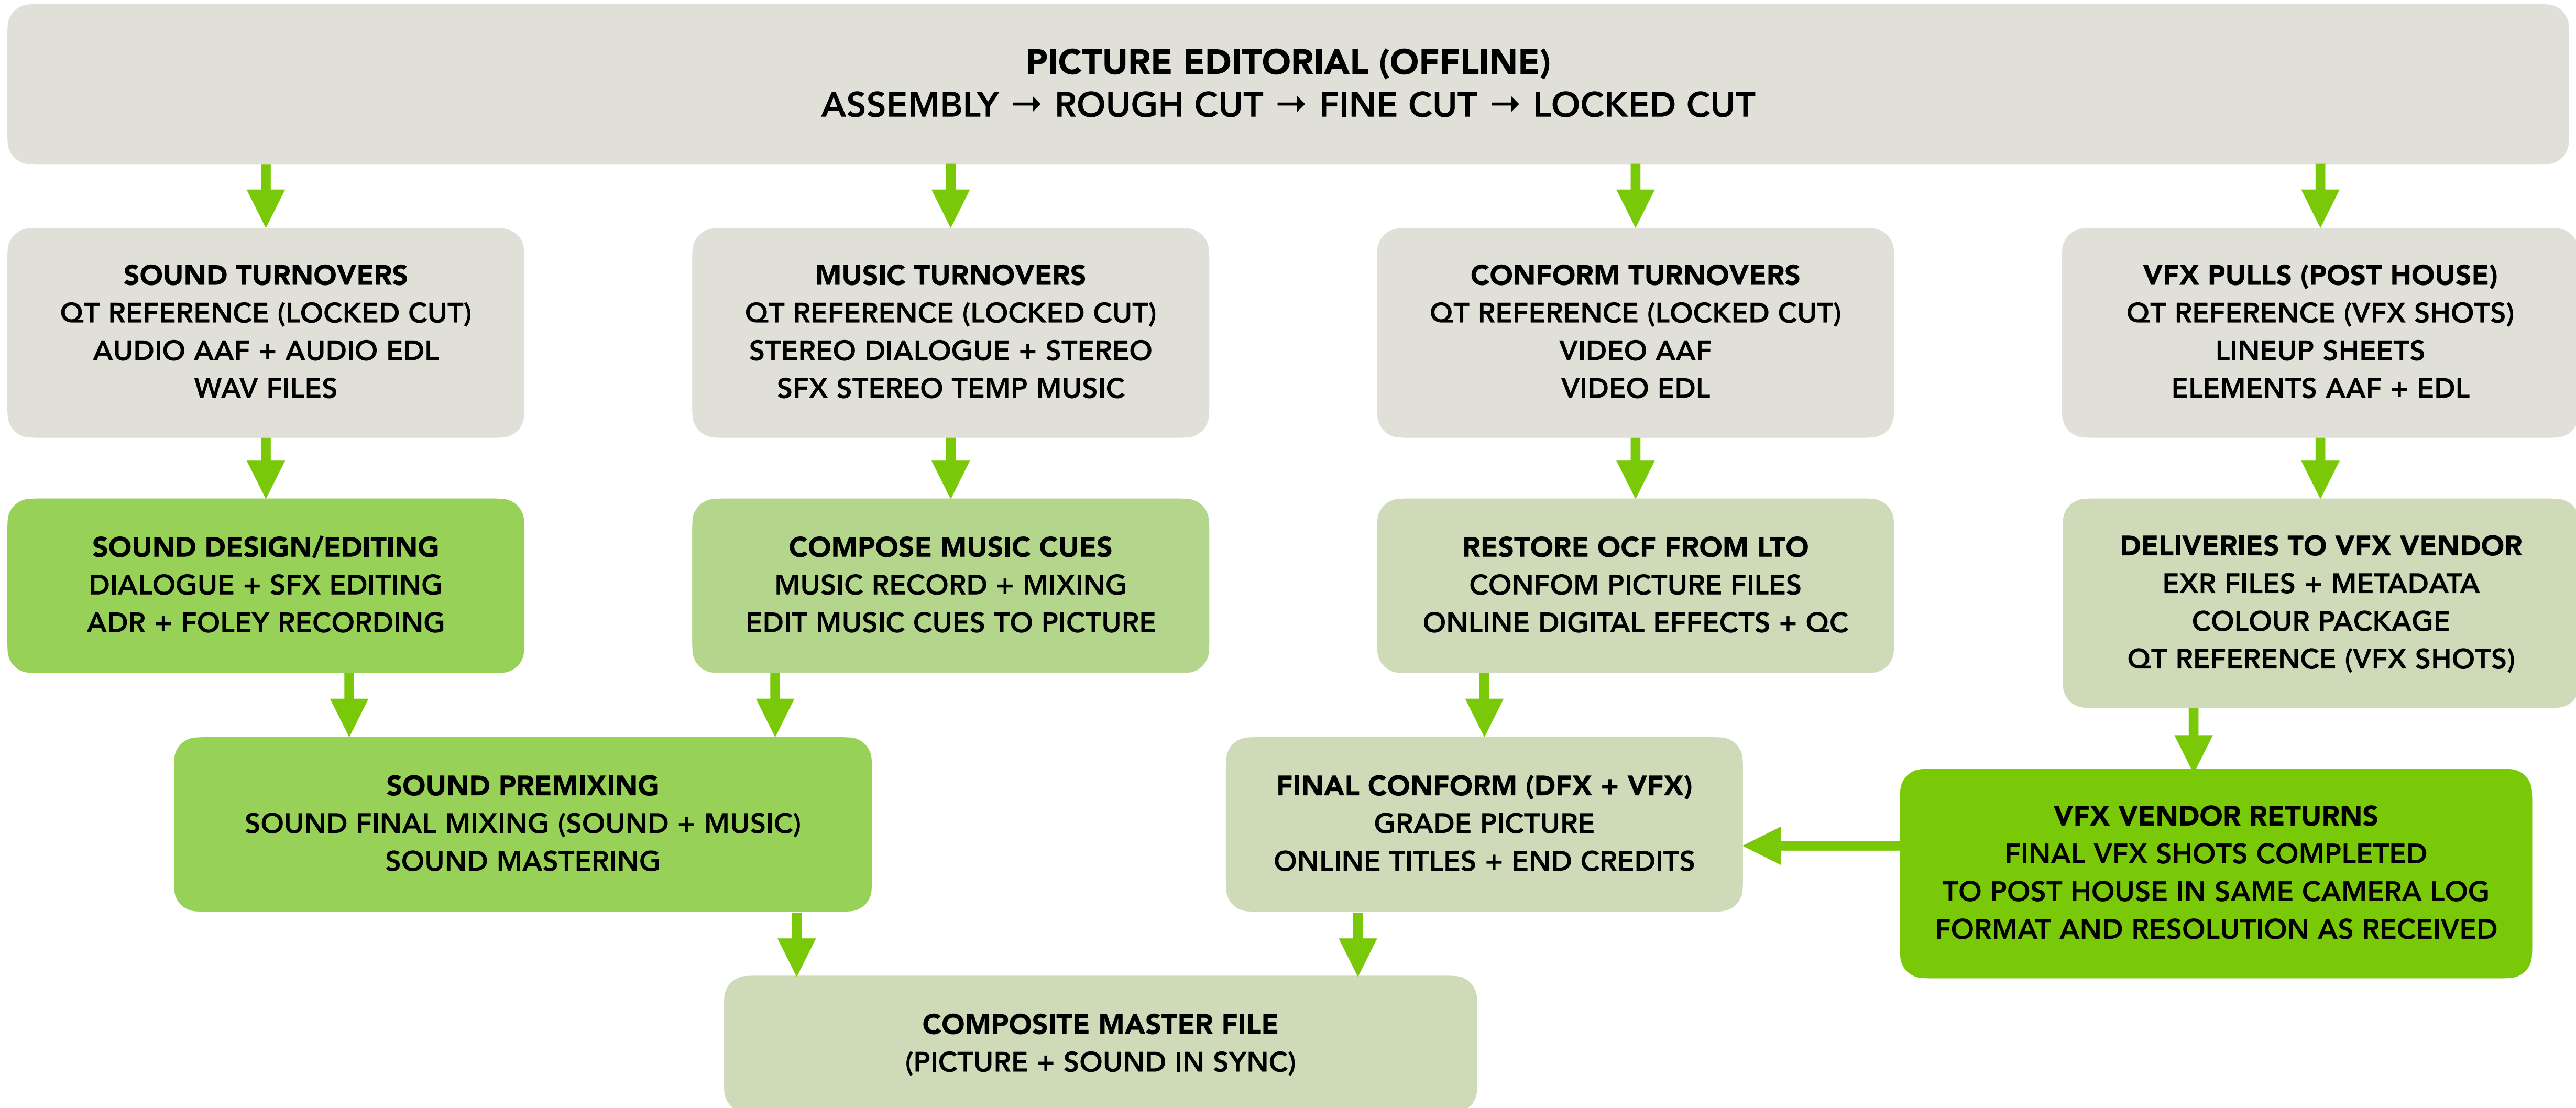 PICTURE EDITORIAL (OFFLINE)
ASSEMBLY → ROUGH CUT → FINE CUT → LOCKED CUT
SOUND TURNOVERS
QT REFERENCE (LOCKED CUT)
AUDIO AAF + AUDIO EDL
WAV FILES
MUSIC TURNOVERS
QT REFERENCE (LOCKED CUT)
STEREO DIALOGUE + STEREO
SFX STEREO TEMP MUSIC
CONFORM TURNOVERS
QT REFERENCE (LOCKED CUT)
VIDEO AAF
VIDEO EDL
VFX PULLS (POST HOUSE)
QT REFERENCE (VFX SHOTS)
LINEUP SHEETS
ELEMENTS AAF + EDL
SOUND DESIGN/EDITING
DIALOGUE + SFX EDITING
ADR + FOLEY RECORDING
COMPOSE MUSIC CUES
MUSIC RECORD + MIXING
EDIT MUSIC CUES TO PICTURE
RESTORE OCF FROM LTO
CONFOM PICTURE FILES
ONLINE DIGITAL EFFECTS + QC
DELIVERIES TO VFX VENDOR
EXR FILES + METADATA
COLOUR PACKAGE
QT REFERENCE (VFX SHOTS)
SOUND PREMIXING
SOUND FINAL MIXING (SOUND + MUSIC)
SOUND MASTERING
FINAL CONFORM (DFX + VFX)
GRADE PICTURE
ONLINE TITLES + END CREDITS
VFX VENDOR RETURNS
FINAL VFX SHOTS COMPLETED
TO POST HOUSE IN SAME CAMERA LOG
FORMAT AND RESOLUTION AS RECEIVED
COMPOSITE MASTER FILE
(PICTURE + SOUND IN SYNC)